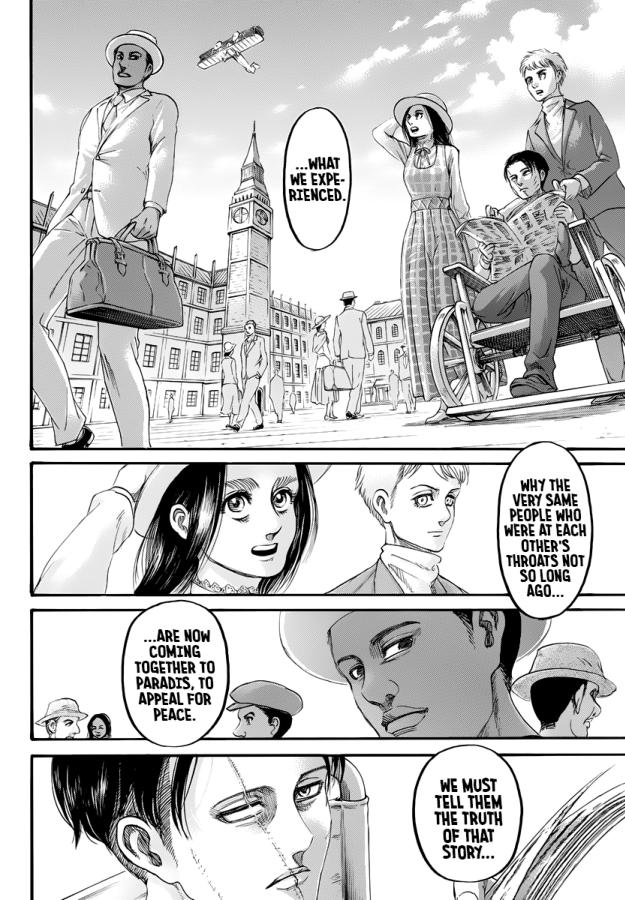 ...WHAT
WE EXPE-
RIENCED.
WHY THE
VERY SAME
PEOPLE WHO
WERE AT EACH
OTHER'S
THROATS NOT
SO LONG
AGO...
...ARE NOW
COMING
TOGETHER TO
PARADIS, TO
APPEAL FOR
PEACE.
WE MUST
TELL THEM
THE TRUTH
OF THAT
STORY...